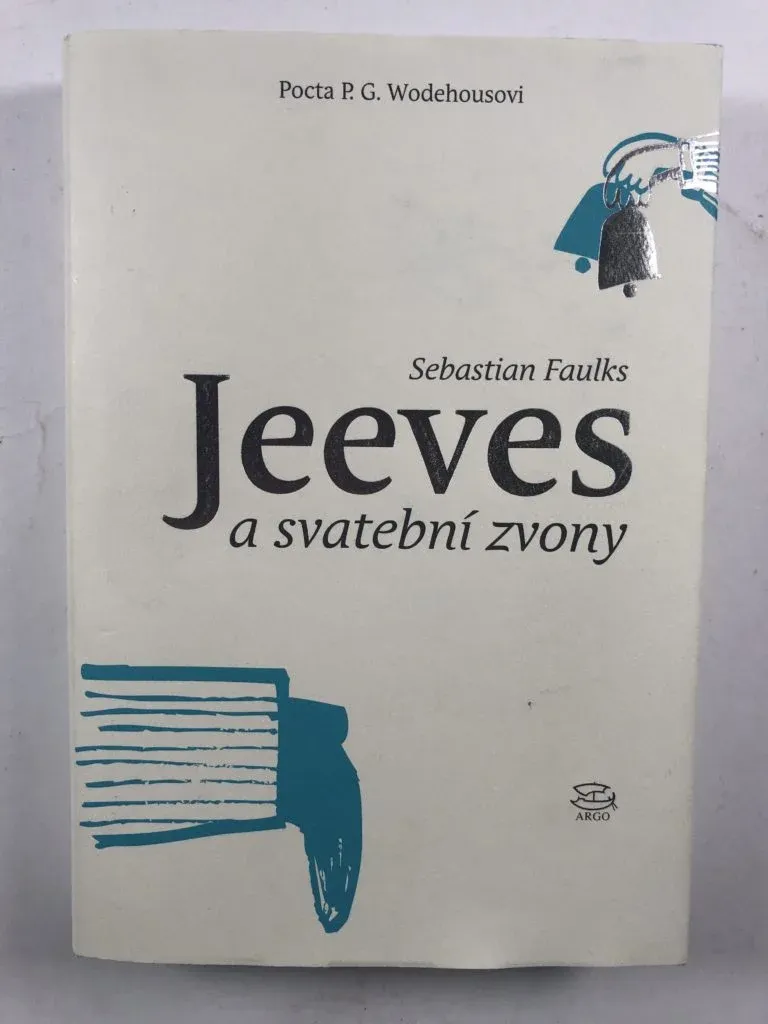 Pocta P. G. Wodehousovi
Sebastian Faulks
Jeeves
a svatební zvony
ARGO